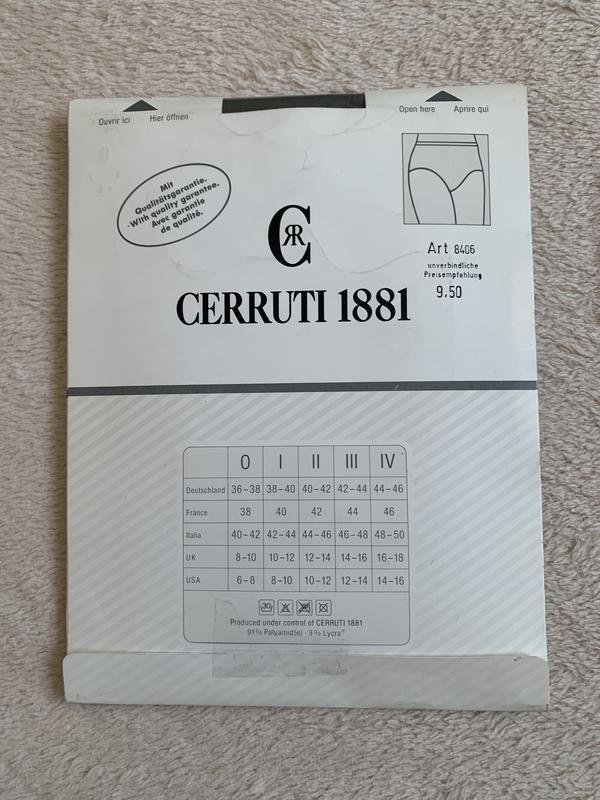 Ouvrir ici Hier öffnen
Open here Aprire qui
Mit
Qualitätsgarantie.
-With quality garantee.
Avec garantie
de qualité.
CERRUTI 1881
Art 8406
unverbindliche
Preisempfehlung
9.50
O I II III IV
Deutschland 36–38 38–40 40–42 42–44 44–46
France 38 40 42 44 46
Italia 40–42 42–44 44–46 46–48 48–50
UK 8–10 10–12 12–14 14–16 16–18
USA 6–8 8–10 10–12 12–14 14–16
30
Produced under control of CERRUTI 1881
91% Polyamid(e) · 9% Lycra®